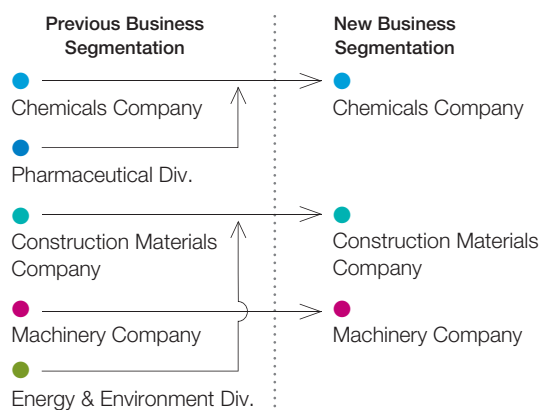 Previous Business
Segmentation
New Business
Segmentation
Chemicals Company
Chemicals Company
Pharmaceutical Div.
Construction Materials
Company
Construction Materials
Company
Machinery Company
Machinery Company
Energy & Environment Div.